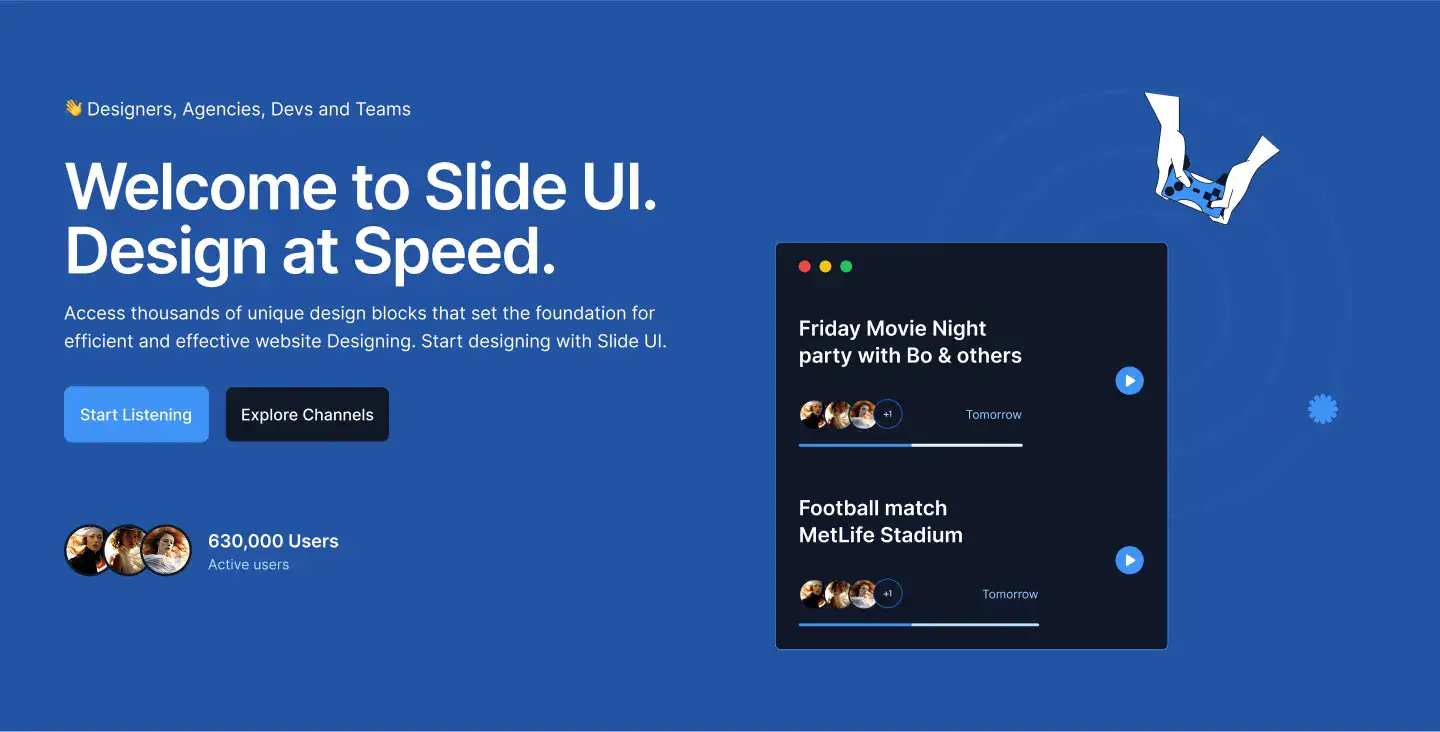 👋 Designers, Agencies, Devs and Teams
Welcome to Slide UI.
Design at Speed.
Access thousands of unique design blocks that set the foundation for
efficient and effective website Designing. Start designing with Slide UI.
Start Listening
Explore Channels
630,000 Users
Active users
Friday Movie Night
party with Bo & others
+1
Tomorrow
Football match
MetLife Stadium
+1
Tomorrow